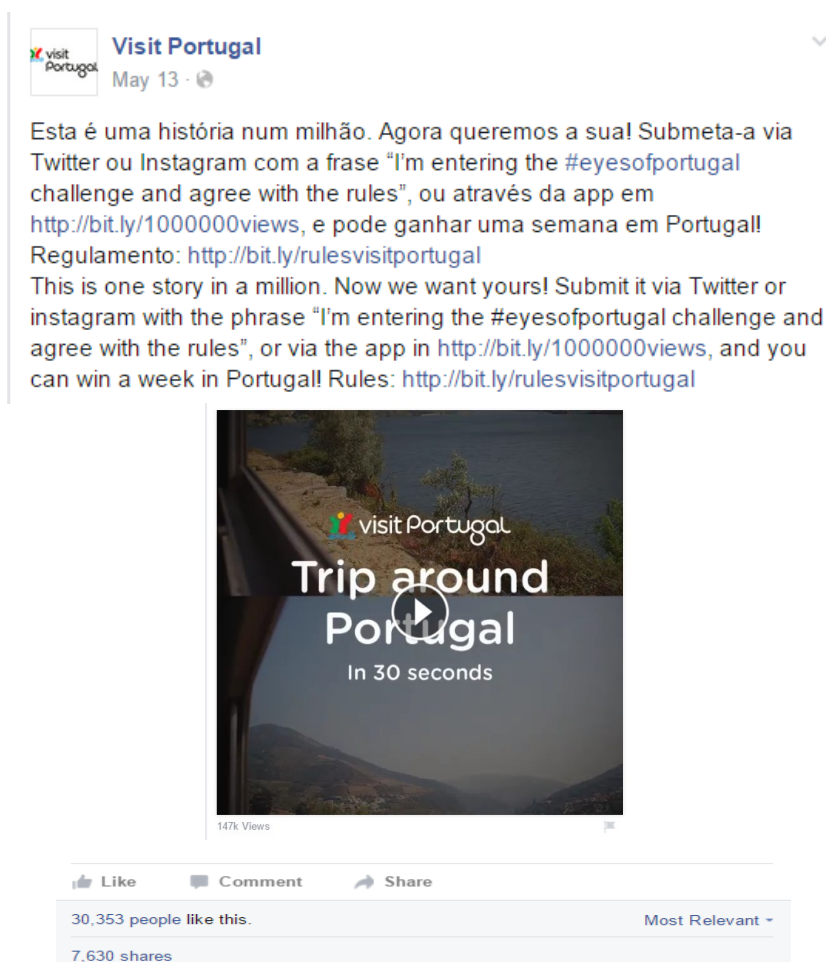 visit
Portugal
Visit Portugal
May 13 ·
Esta é uma história num milhão. Agora queremos a sua! Submeta-a via
Twitter ou Instagram com a frase “I’m entering the #eyesofportugal
challenge and agree with the rules”, ou através da app em
http://bit.ly/1000000views, e pode ganhar uma semana em Portugal!
Regulamento: http://bit.ly/rulesvisitportugal
This is one story in a million. Now we want yours! Submit it via Twitter or
instagram with the phrase “I’m entering the #eyesofportugal challenge and
agree with the rules”, or via the app in http://bit.ly/1000000views, and you
can win a week in Portugal! Rules: http://bit.ly/rulesvisitportugal
visit Portugal
Trip around
Portugal
In 30 seconds
147k Views
Like Comment Share
30,353 people like this. Most Relevant
7,630 shares